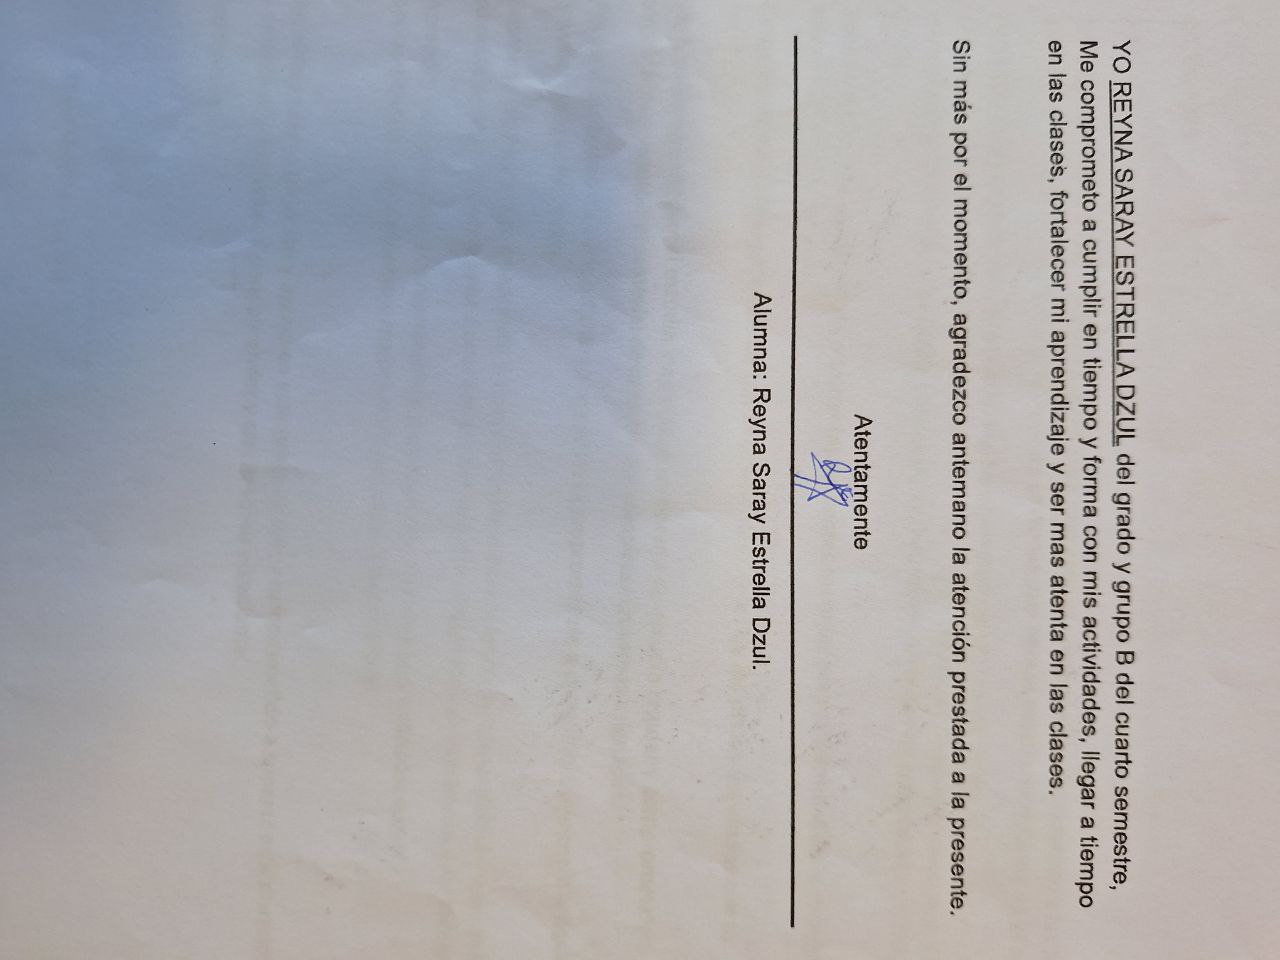 YO REYNA SARAY ESTRELLA DZUL del grado y grupo B del cuarto semestre,
Me comprometo a cumplir en tiempo y forma con mis actividades, llegar a tiempo
en las clases, fortalecer mi aprendizaje y ser mas atenta en las clases.
Sin más por el momento, agradezco antemano la atención prestada a la presente.
Atentamente
Alumna: Reyna Saray Estrella Dzul.